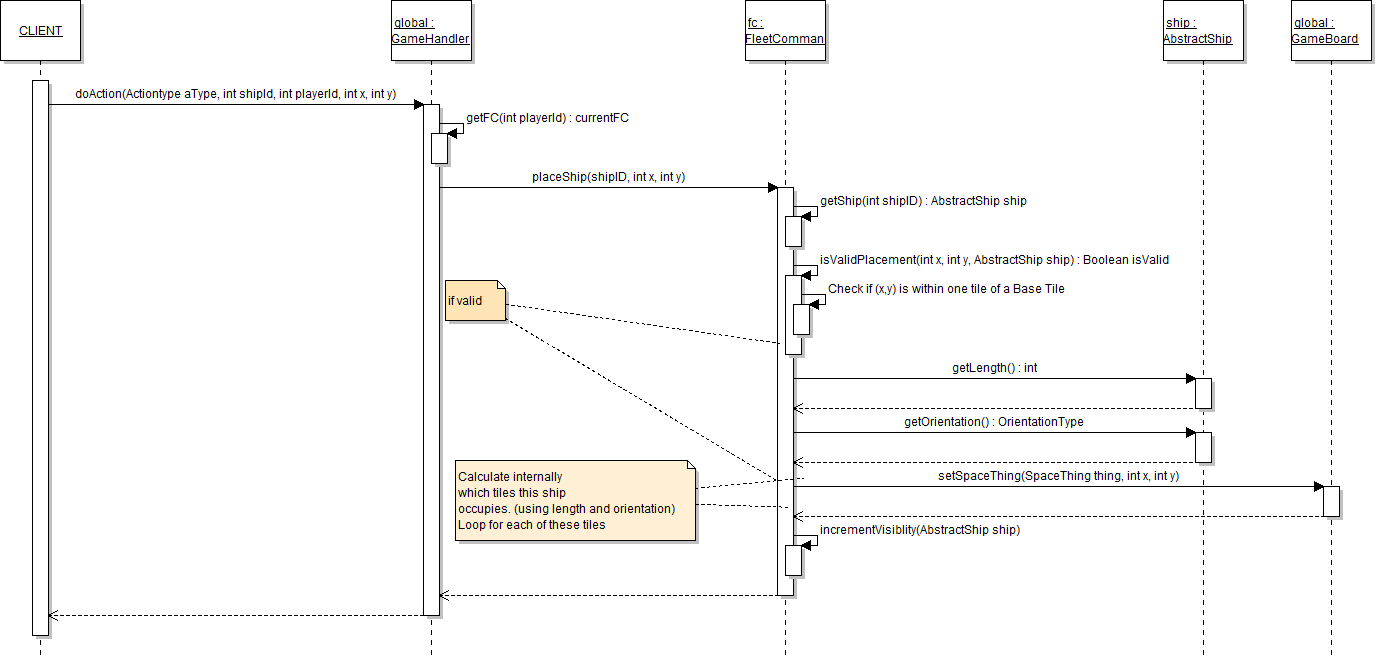 CLIENT
global :
GameHandler
fc :
FleetComman
ship :
AbstractShip
global :
GameBoard
doAction(Actiontype aType, int shipId, int playerId, int x, int y)
getFC(int playerId) : currentFC
placeShip(shipID, int x, int y)
getShip(int shipID) : AbstractShip ship
isValidPlacement(int x, int y, AbstractShip ship) : Boolean isValid
Check if (x,y) is within one tile of a Base Tile
if valid
getLength() : int
getOrientation() : OrientationType
setSpaceThing(SpaceThing thing, int x, int y)
Calculate internally
which tiles this ship
occupies. (using length and orientation)
Loop for each of these tiles
incrementVisiblity(AbstractShip ship)